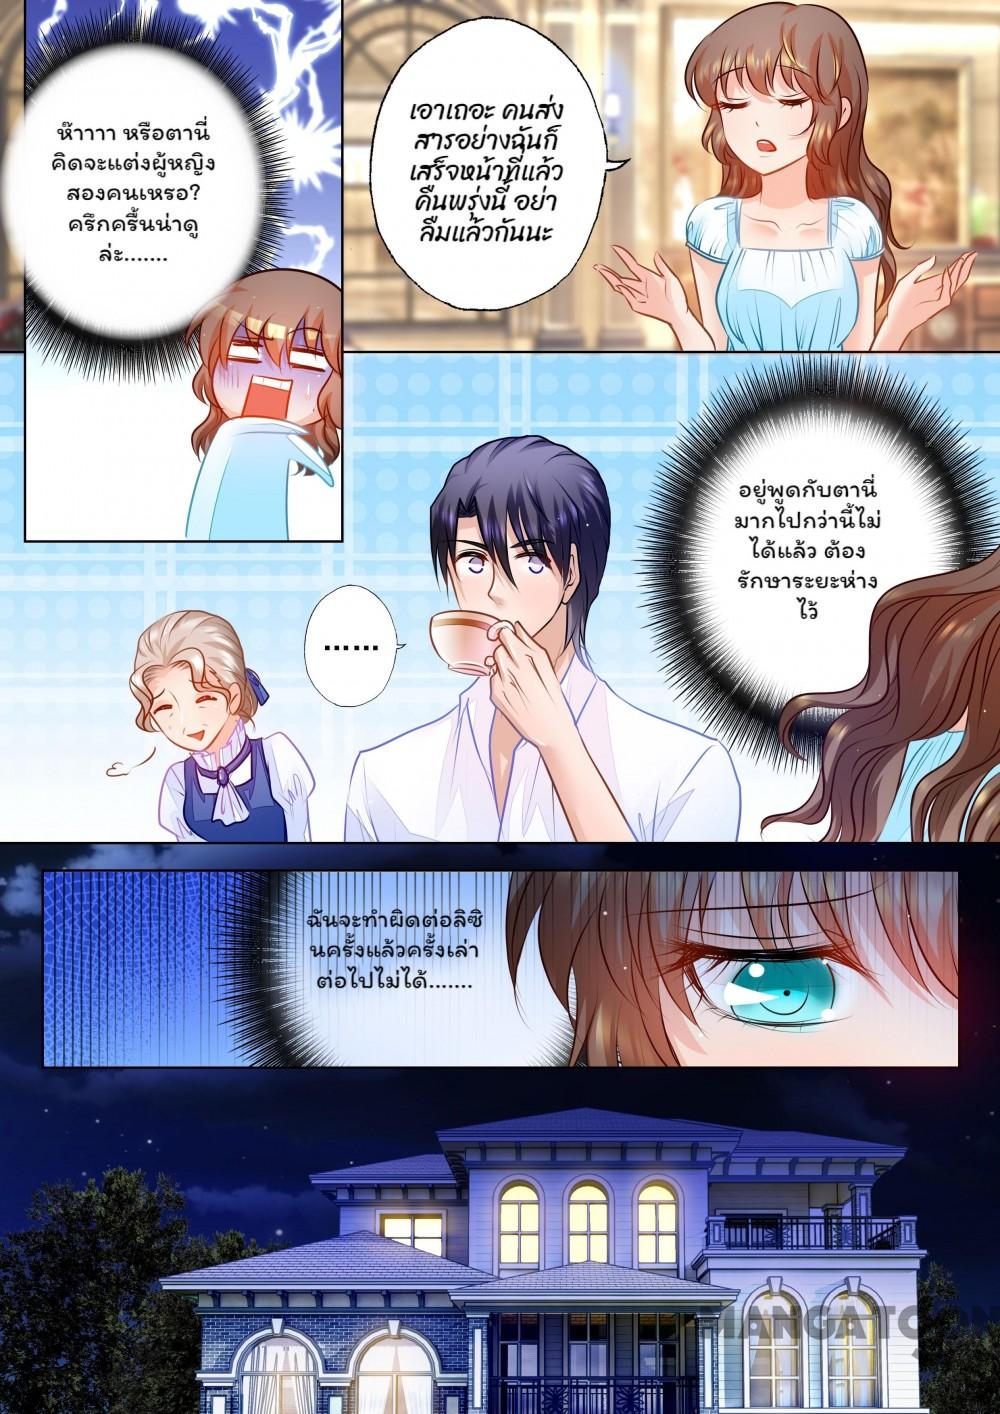 ห๊าาาา หรือตานี่
คิดจะแต่งผู้หญิง
สองคนเหรอ?
ครึกครื้นน่าดู
ล่ะ.......
เอาเถอะ คนส่ง
สารอย่างฉันก็
เสร็จหน้าที่แล้ว
คืนพรุ่งนี้ อย่า
ลืมแล้วกันนะ
......
อยู่พูดกับตานี่
มากไปกว่านี้ไม่
ได้แล้ว ต้อง
รักษาระยะห่าง
ไว้
ฉันจะทำผิดต่อลิซิ
นครั้งแล้วครั้งเล่า
ต่อไปไม่ได้.......
MANGATOON